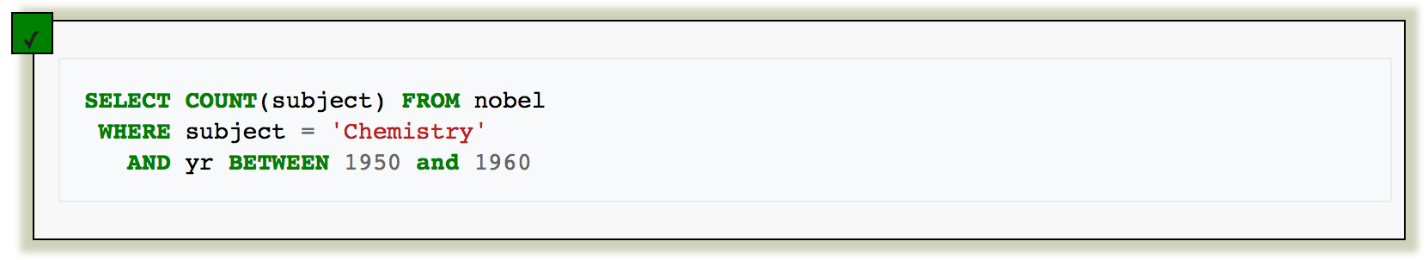 ✓
SELECT COUNT(subject) FROM nobel
WHERE subject = 'Chemistry'
AND yr BETWEEN 1950 and 1960